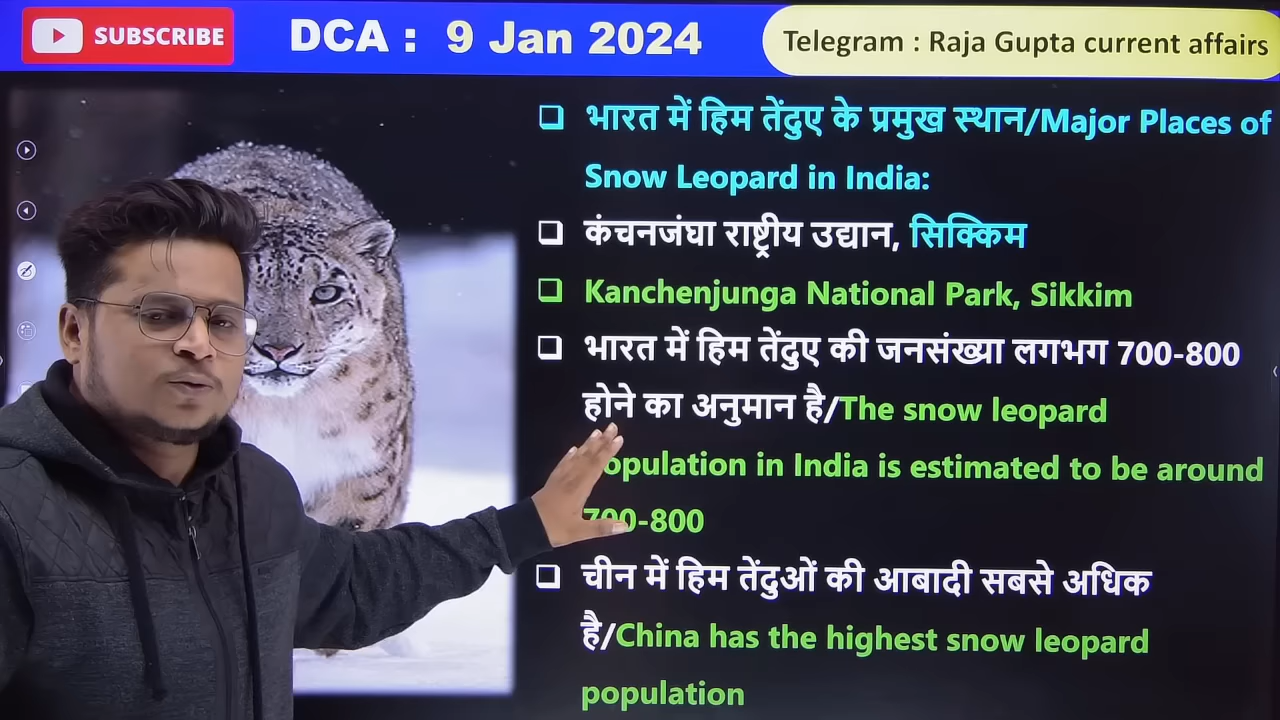 SUBSCRIBE
DCA : 9 Jan 2024
Telegram : Raja Gupta current affairs
भारत में हिम तेंदुए के प्रमुख स्थान/Major Places of
Snow Leopard in India:
कंचनजंघा राष्ट्रीय उद्यान, सिक्किम
Kanchenjunga National Park, Sikkim
भारत में हिम तेंदुए की जनसंख्या लगभग 700-800
होने का अनुमान है/The snow leopard
opulation in India is estimated to be around
700-800
चीन में हिम तेंदुओं की आबादी सबसे अधिक
है/China has the highest snow leopard
population